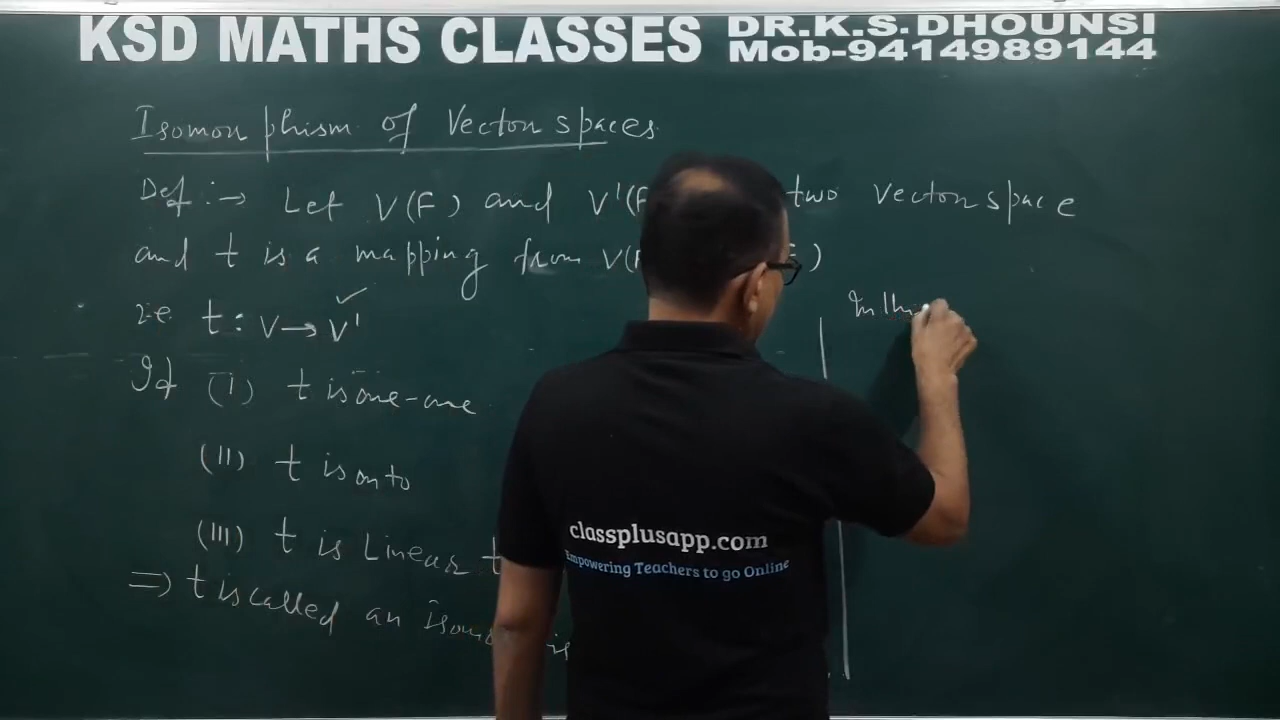 KSD MATHS CLASSES
DR.K.S.DHOUNSI
Mob-9414989144
Isomorphism of Vector spaces
Def :→ Let V(F) and V'(F two vector space
and t is a mapping from V(F )
i.e. t : V → V'
If (I) t is one-one
(II) t is onto
(III) t is Linear t
⇒ t is called an
In this
classplusapp.com
Empowering Teachers to go Online